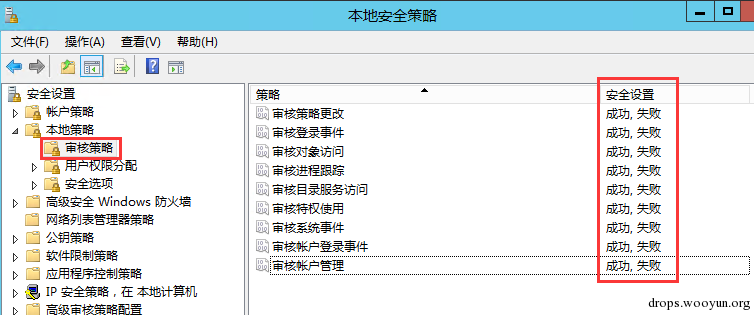 本地安全策略
文件(F) 操作(A) 查看(V) 帮助(H)
安全设置
帐户策略
本地策略
审核策略
用户权限分配
安全选项
高级安全 Windows 防火墙
网络列表管理器策略
公钥策略
软件限制策略
应用程序控制策略
IP 安全策略，在 本地计算机
高级审核策略配置
策略 安全设置
审核策略更改 成功, 失败
审核登录事件 成功, 失败
审核对象访问 成功, 失败
审核进程跟踪 成功, 失败
审核目录服务访问 成功, 失败
审核特权使用 成功, 失败
审核系统事件 成功, 失败
审核帐户登录事件 成功, 失败
审核帐户管理 成功, 失败
drops.wooyun.org